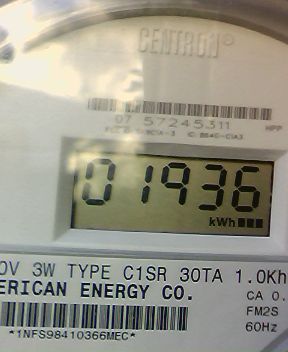 CENTRON®
07 57245311 HPP
01936
kWh
0V 3W TYPE C1SR 30TA 1.0Kh
ERICAN ENERGY CO. CA 0.
FM2S
*1NFS98410366MEC* 60Hz